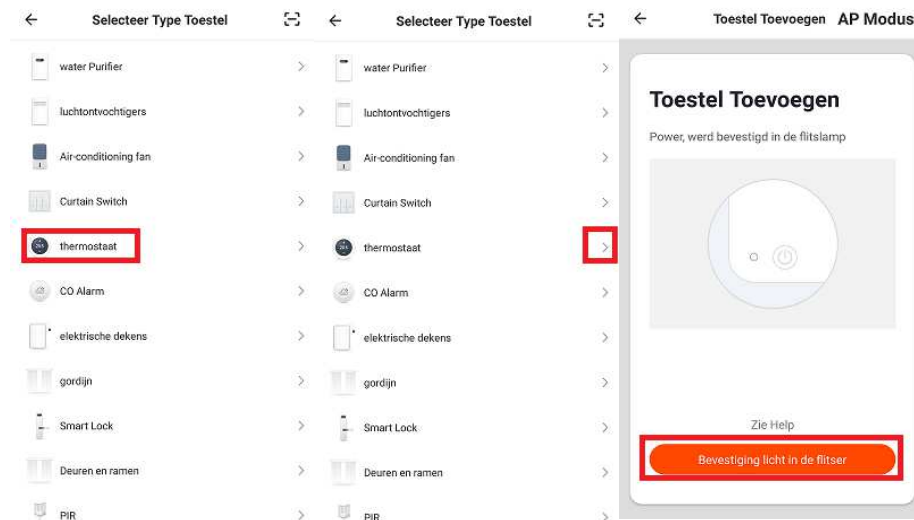 Selecteer Type Toestel
water Purifier
luchtontvochtigers
Air-conditioning fan
Curtain Switch
thermostaat
CO Alarm
elektrische dekens
gordijn
Smart Lock
Deuren en ramen
PIR
Selecteer Type Toestel
water Purifier
luchtontvochtigers
Air-conditioning fan
Curtain Switch
thermostaat
CO Alarm
elektrische dekens
gordijn
Smart Lock
Deuren en ramen
PIR
Toestel Toevoegen AP Modus
Toestel Toevoegen
Power, werd bevestigd in de flitslamp
Zie Help
Bevestiging licht in de flitser